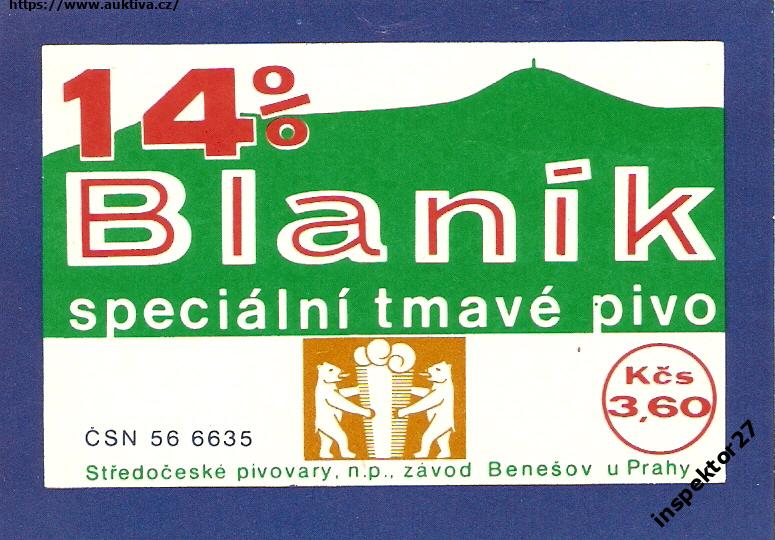 https://www.auktiva.cz/
14%
Blaník
speciální tmavé pivo
Kčs
3,60
ČSN 56 6635
Středočeské pivovary, n.p., závod Benešov u Prahy
inspektor27